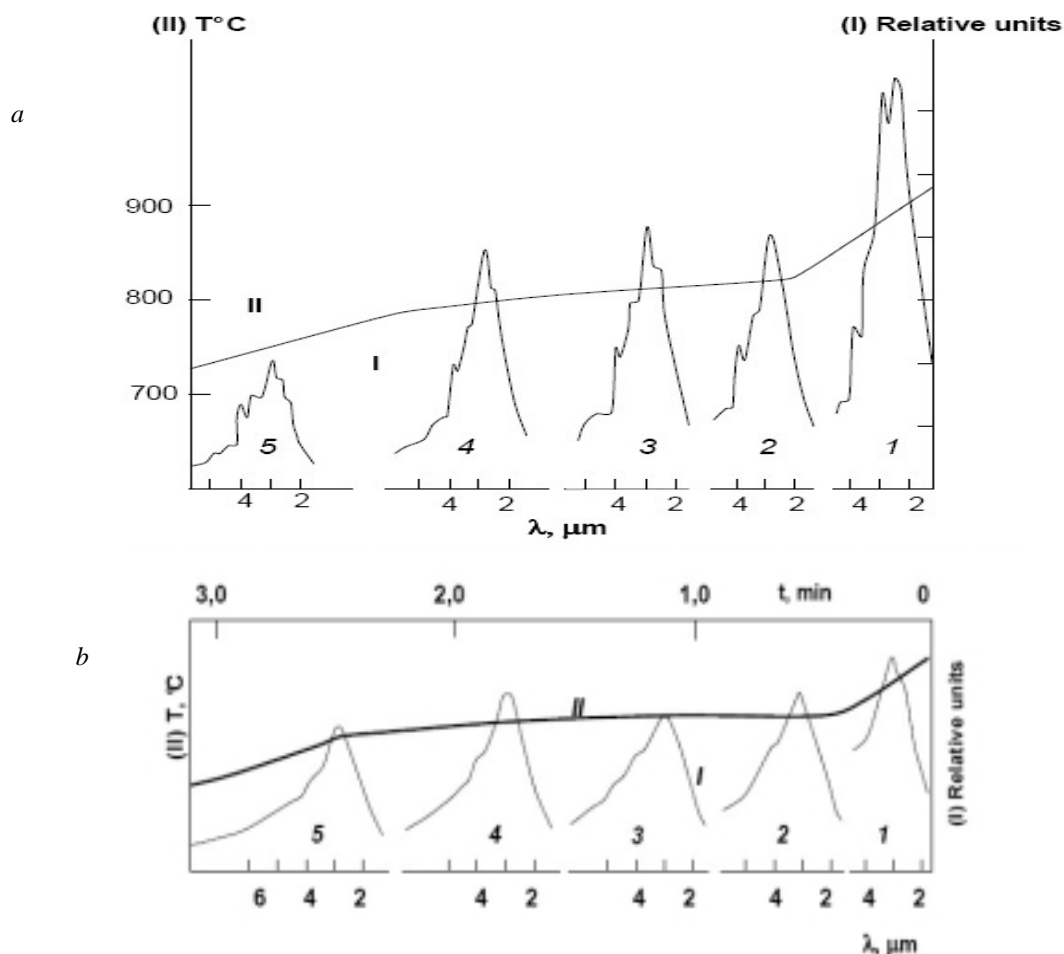 (II) T°C (I) Relative units
a
900
800
II
I
700
5 4 3 2 1
4 2 4 2 4 2 4 2 4 2
λ, µm
3,0 2,0 1,0 t, min 0
b
(II) T, °C
II
I
(I) Relative units
5 4 3 2 1
6 4 2 4 2 4 2 4 2 4 2
λ, µm